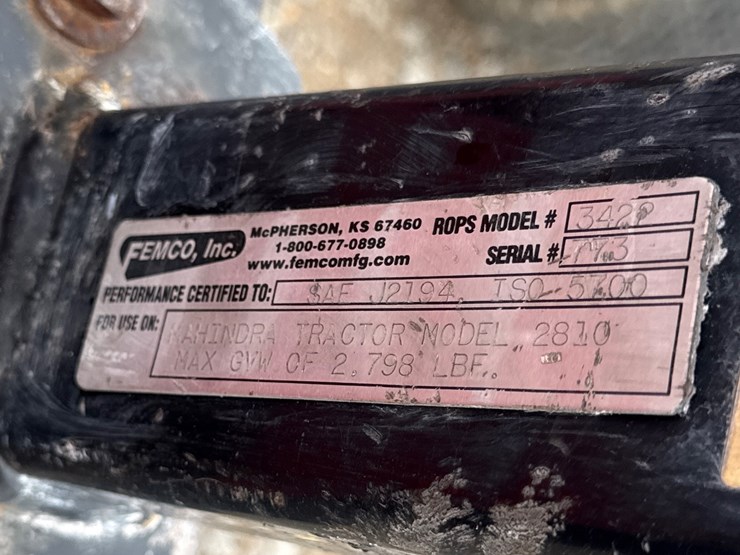 FEMCO, Inc.
McPHERSON, KS 67460
1-800-677-0898
www.femcomfg.com
ROPS MODEL #
SERIAL # 773
PERFORMANCE CERTIFIED TO: SAE J2194, ISO 5700
FOR USE ON: MAHINDRA TRACTOR MODEL 2810
MAX GVW OF 2,798 LBF.